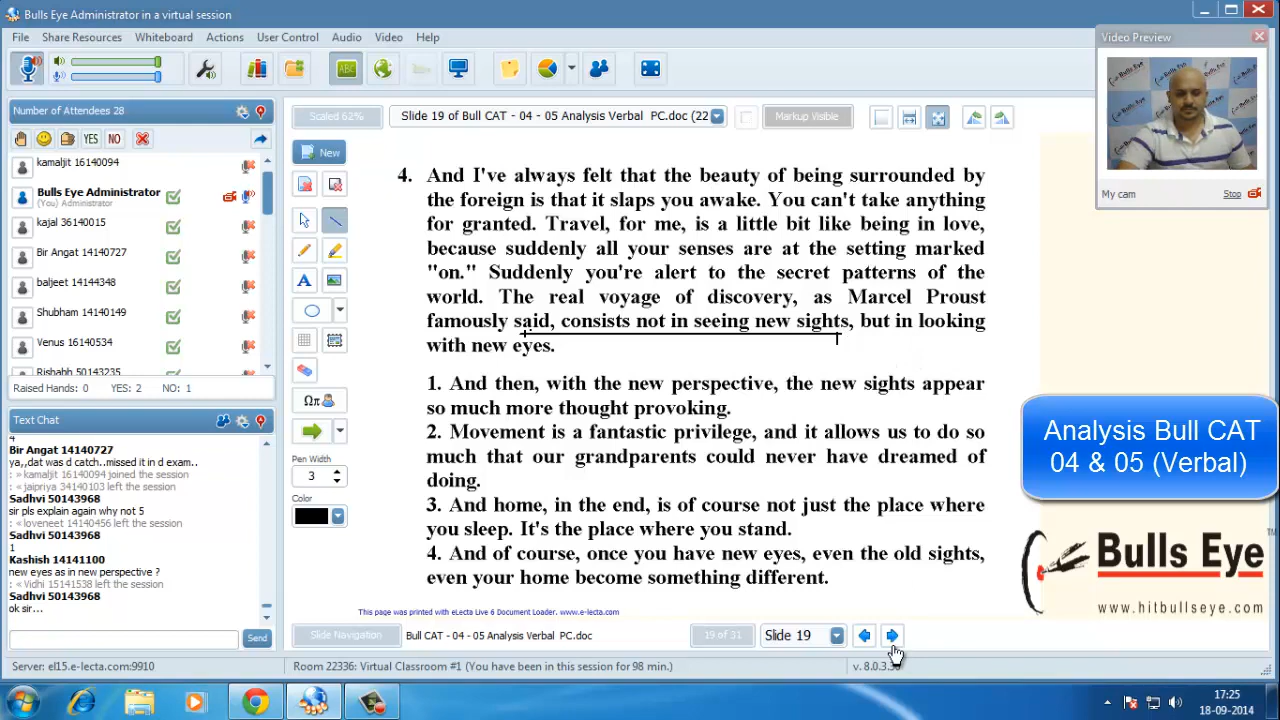 Bulls Eye Administrator in a virtual session
File Share Resources Whiteboard Actions User Control Audio Video Help
ABC
Number of Attendees 28
YES NO
kamaljit 16140094
Bulls Eye Administrator
(You) Administrator
kajal 36140015
Bir Angat 14140727
baljeet 14144348
Shubham 14140149
Venus 16140534
Rishabh 50143235
Raised Hands: 0 YES: 2 NO: 1
Text Chat
4
Bir Angat 14140727
ya,,dat was d catch..missed it in d exam..
: » kamaljit 16140094 joined the session
: « jaipriya 34140103 left the session
Sadhvi 50143968
sir pls explain again why not 5
: « loveneet 14140456 left the session
Sadhvi 50143968
1
Kashish 14141100
new eyes as in new perspective ?
: « Vidhi 15141538 left the session
Sadhvi 50143968
ok sir...
Send
Scaled 62%
Slide 19 of Bull CAT - 04 - 05 Analysis Verbal PC.doc (22
Markup Visible
New
A
Ωπ
Pen Width
3
Color
4. And I've always felt that the beauty of being surrounded by
the foreign is that it slaps you awake. You can't take anything
for granted. Travel, for me, is a little bit like being in love,
because suddenly all your senses are at the setting marked
"on." Suddenly you're alert to the secret patterns of the
world. The real voyage of discovery, as Marcel Proust
famously said, consists not in seeing new sights, but in looking
with new eyes.
1. And then, with the new perspective, the new sights appear
so much more thought provoking.
2. Movement is a fantastic privilege, and it allows us to do so
much that our grandparents could never have dreamed of
doing.
3. And home, in the end, is of course not just the place where
you sleep. It's the place where you stand.
4. And of course, once you have new eyes, even the old sights,
even your home become something different.
This page was printed with eLecta Live 6 Document Loader. www.e-lecta.com
Slide Navigation
Bull CAT - 04 - 05 Analysis Verbal PC.doc
19 of 31
Slide 19
Video Preview
My cam
Stop
Analysis Bull CAT
04 & 05 (Verbal)
Bulls Eye
www.hitbullseye.com
Server: el15.e-lecta.com:9910
Room 22336: Virtual Classroom #1 (You have been in this session for 98 min.)
17:25
18-09-2014